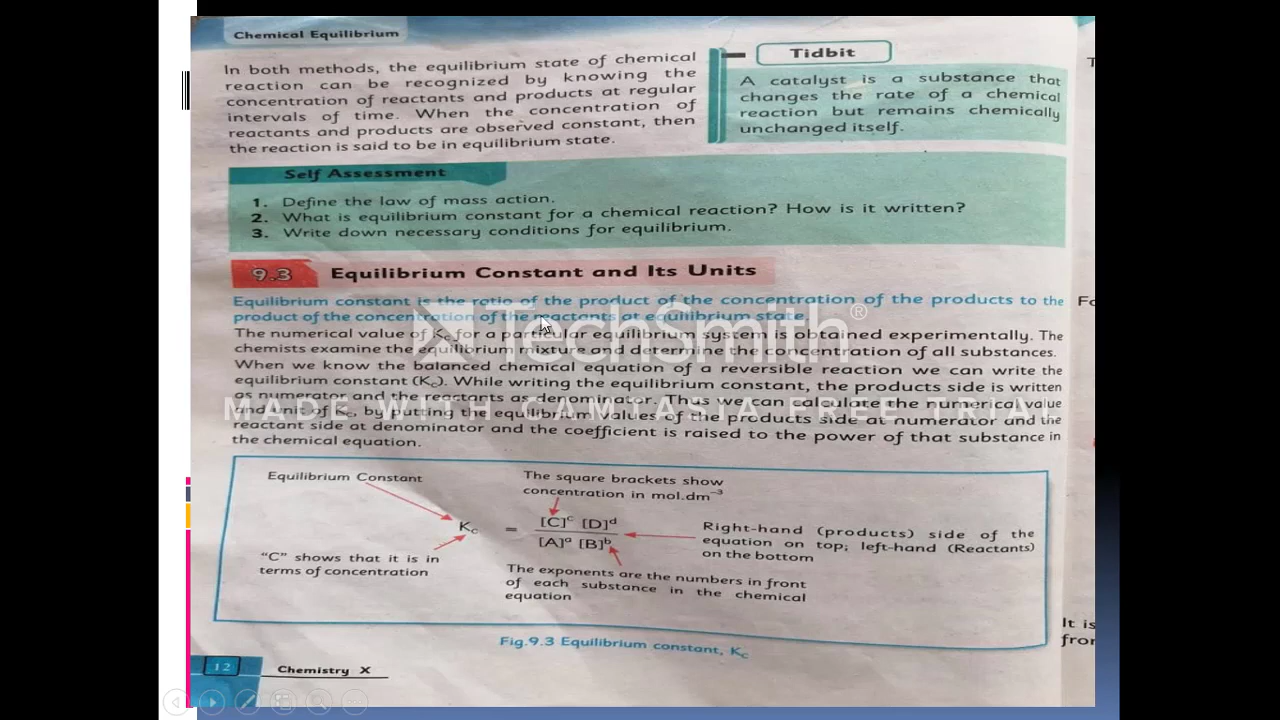 Chemical Equilibrium
In both methods, the equilibrium state of chemical
reaction can be recognized by knowing the
concentration of reactants and products at regular
intervals of time. When the concentration of
reactants and products are observed constant, then
the reaction is said to be in equilibrium state.
Tidbit
A catalyst is a substance that
changes the rate of a chemical
reaction but remains chemically
unchanged itself.
Self Assessment
1. Define the law of mass action.
2. What is equilibrium constant for a chemical reaction? How is it written?
3. Write down necessary conditions for equilibrium.
9.3 Equilibrium Constant and Its Units
Equilibrium constant is the ratio of the product of the concentration of the products to the
product of the concentration of the reactants at equilibrium state.
The numerical value of Kc for a particular equilibrium system is obtained experimentally. The
chemists examine the equilibrium mixture and determine the concentration of all substances.
When we know the balanced chemical equation of a reversible reaction we can write the
equilibrium constant (Kc). While writing the equilibrium constant, the products side is written
as numerator and the reactants as denominator. Thus we can calculate the numerical value
and unit of Kc, by putting the equilibrium values of the products side at numerator and the
reactant side at denominator and the coefficient is raised to the power of that substance in
the chemical equation.
TechSmith®
MADE WITH CAMTASIA FREE TRIAL
Equilibrium Constant
The square brackets show
concentration in mol.dm⁻³
Kc = [C]ᶜ [D]ᵈ
[A]ᵃ [B]ᵇ
Right-hand (products) side of the
equation on top; left-hand (Reactants)
on the bottom
"C" shows that it is in
terms of concentration
The exponents are the numbers in front
of each substance in the chemical
equation
Fig.9.3 Equilibrium constant, Kc
12 Chemistry X
T
Fo
It is
fror